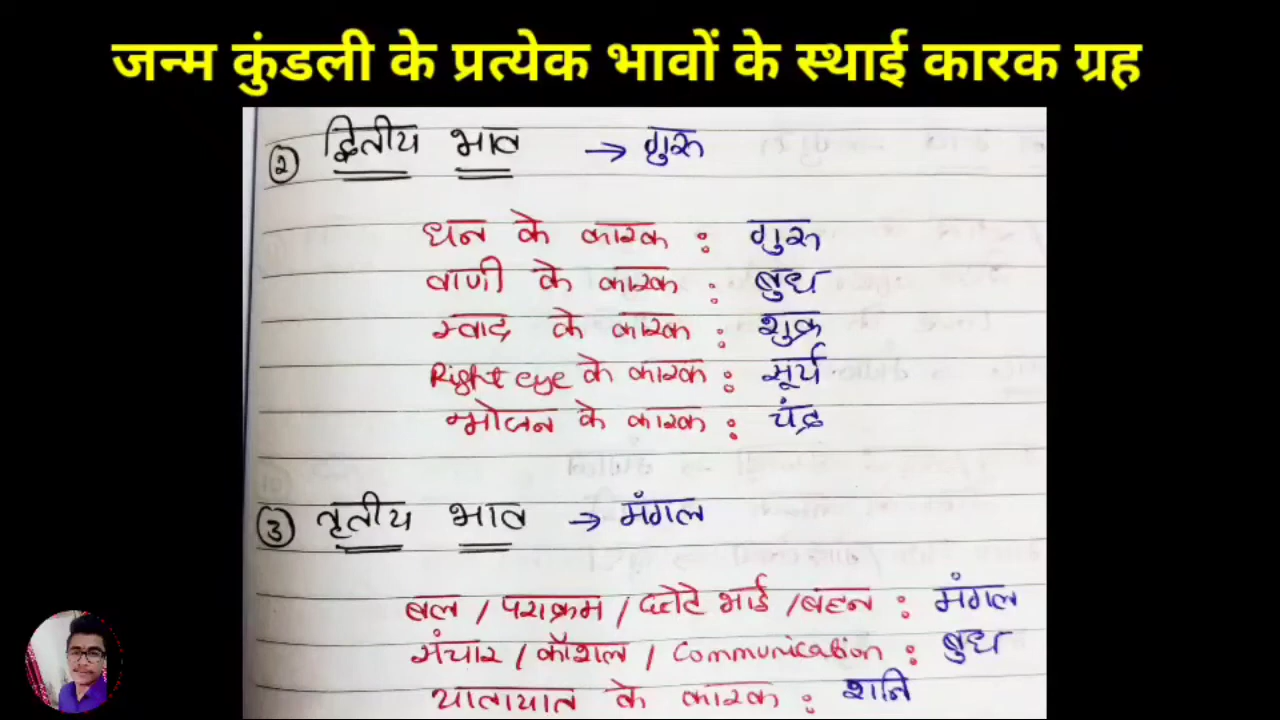 जन्म कुंडली के प्रत्येक भावों के स्थाई कारक ग्रह
② द्वितीय भाव → गुरु
धन के कारक : गुरु
वाणी के कारक : बुध
स्वाद के कारक : शुक्र
Right eye के कारक : सूर्य
भोजन के कारक : चंद्र
③ तृतीय भाव → मंगल
बल / पराक्रम / छोटे भाई / बहन : मंगल
संचार / कौशल / Communication : बुध
यातायात के कारक : शनि